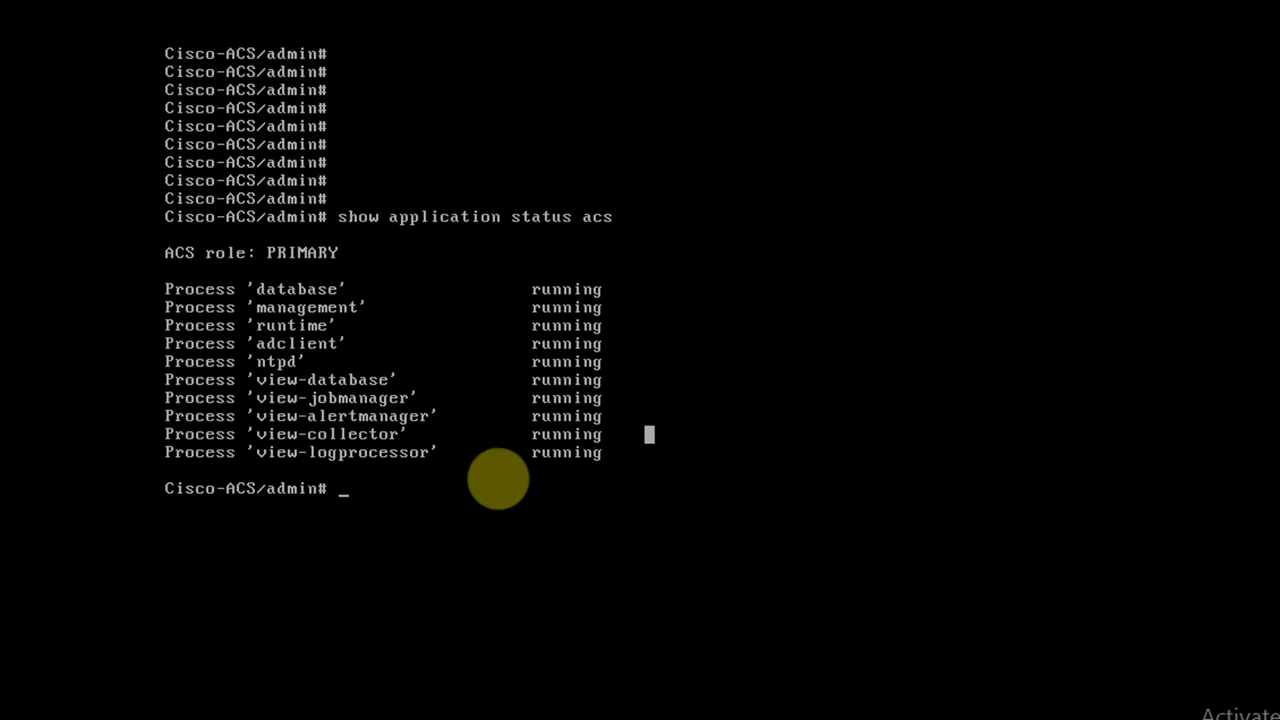 Cisco-ACS/admin#
Cisco-ACS/admin#
Cisco-ACS/admin#
Cisco-ACS/admin#
Cisco-ACS/admin#
Cisco-ACS/admin#
Cisco-ACS/admin#
Cisco-ACS/admin#
Cisco-ACS/admin#
Cisco-ACS/admin# show application status acs
ACS role: PRIMARY
Process 'database' running
Process 'management' running
Process 'runtime' running
Process 'adclient' running
Process 'ntpd' running
Process 'view-database' running
Process 'view-jobmanager' running
Process 'view-alertmanager' running
Process 'view-collector' running
Process 'view-logprocessor' running
Cisco-ACS/admin# _
Activate